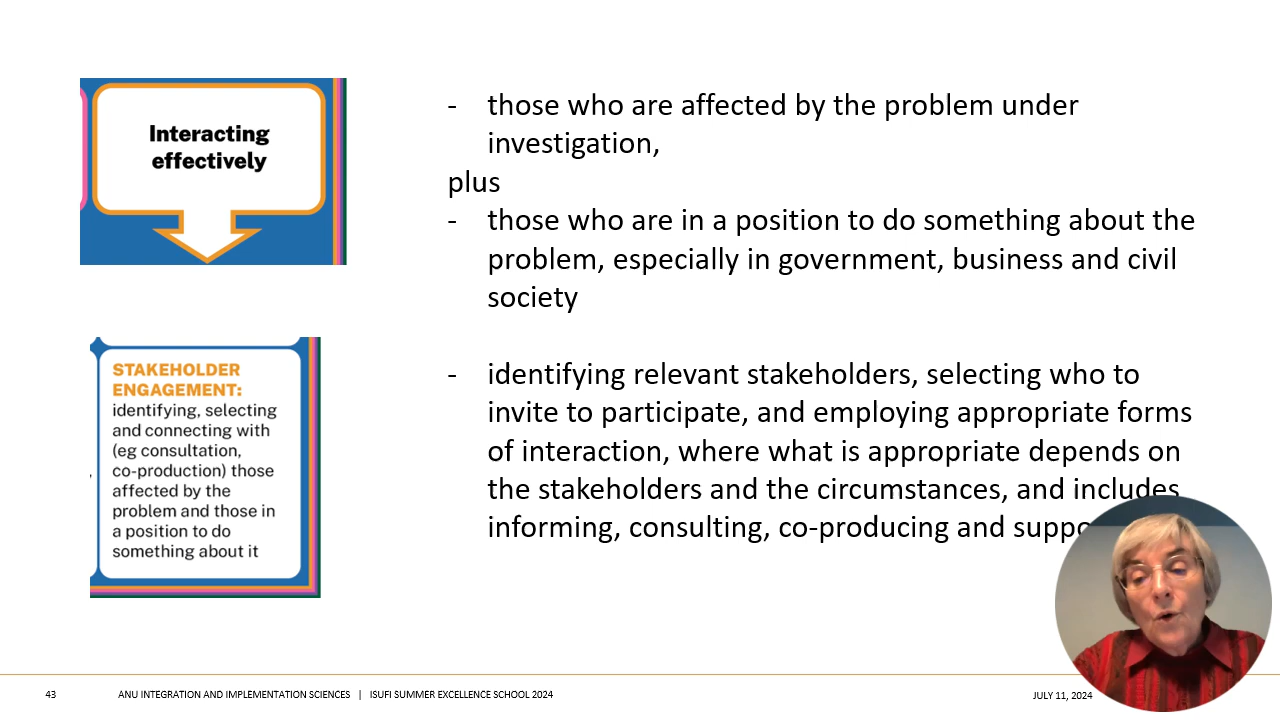 Interacting
effectively
- those who are affected by the problem under
investigation,
plus
- those who are in a position to do something about the
problem, especially in government, business and civil
society
STAKEHOLDER
ENGAGEMENT:
identifying, selecting
and connecting with
(eg consultation,
co-production) those
affected by the
problem and those in
a position to do
something about it
- identifying relevant stakeholders, selecting who to
invite to participate, and employing appropriate forms
of interaction, where what is appropriate depends on
the stakeholders and the circumstances, and includes
informing, consulting, co-producing and
43 ANU INTEGRATION AND IMPLEMENTATION SCIENCES | ISUFI SUMMER EXCELLENCE SCHOOL 2024 JULY 11, 2024